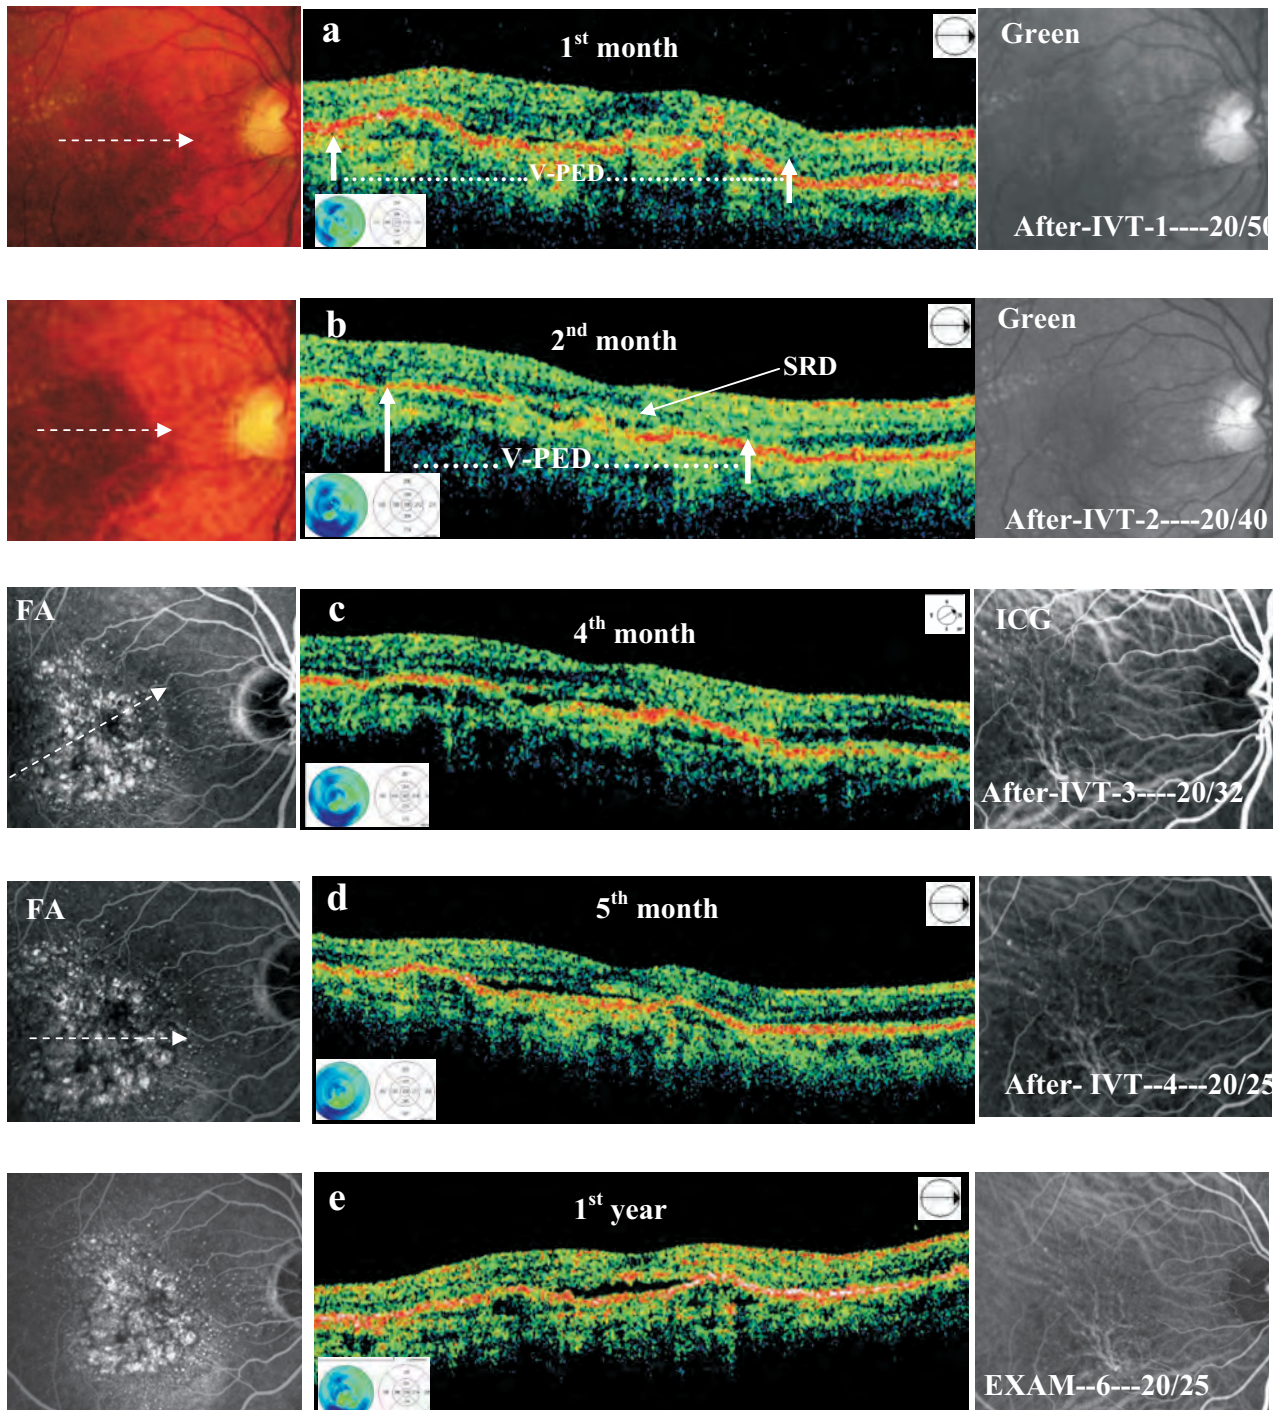 a
1st month
Green
V-PED
After-IVT-1----20/50
b
2nd month
Green
SRD
V-PED
After-IVT-2----20/40
FA
c
4th month
ICG
After-IVT-3----20/32
FA
d
5th month
After- IVT--4---20/25
e
1st year
EXAM--6---20/25